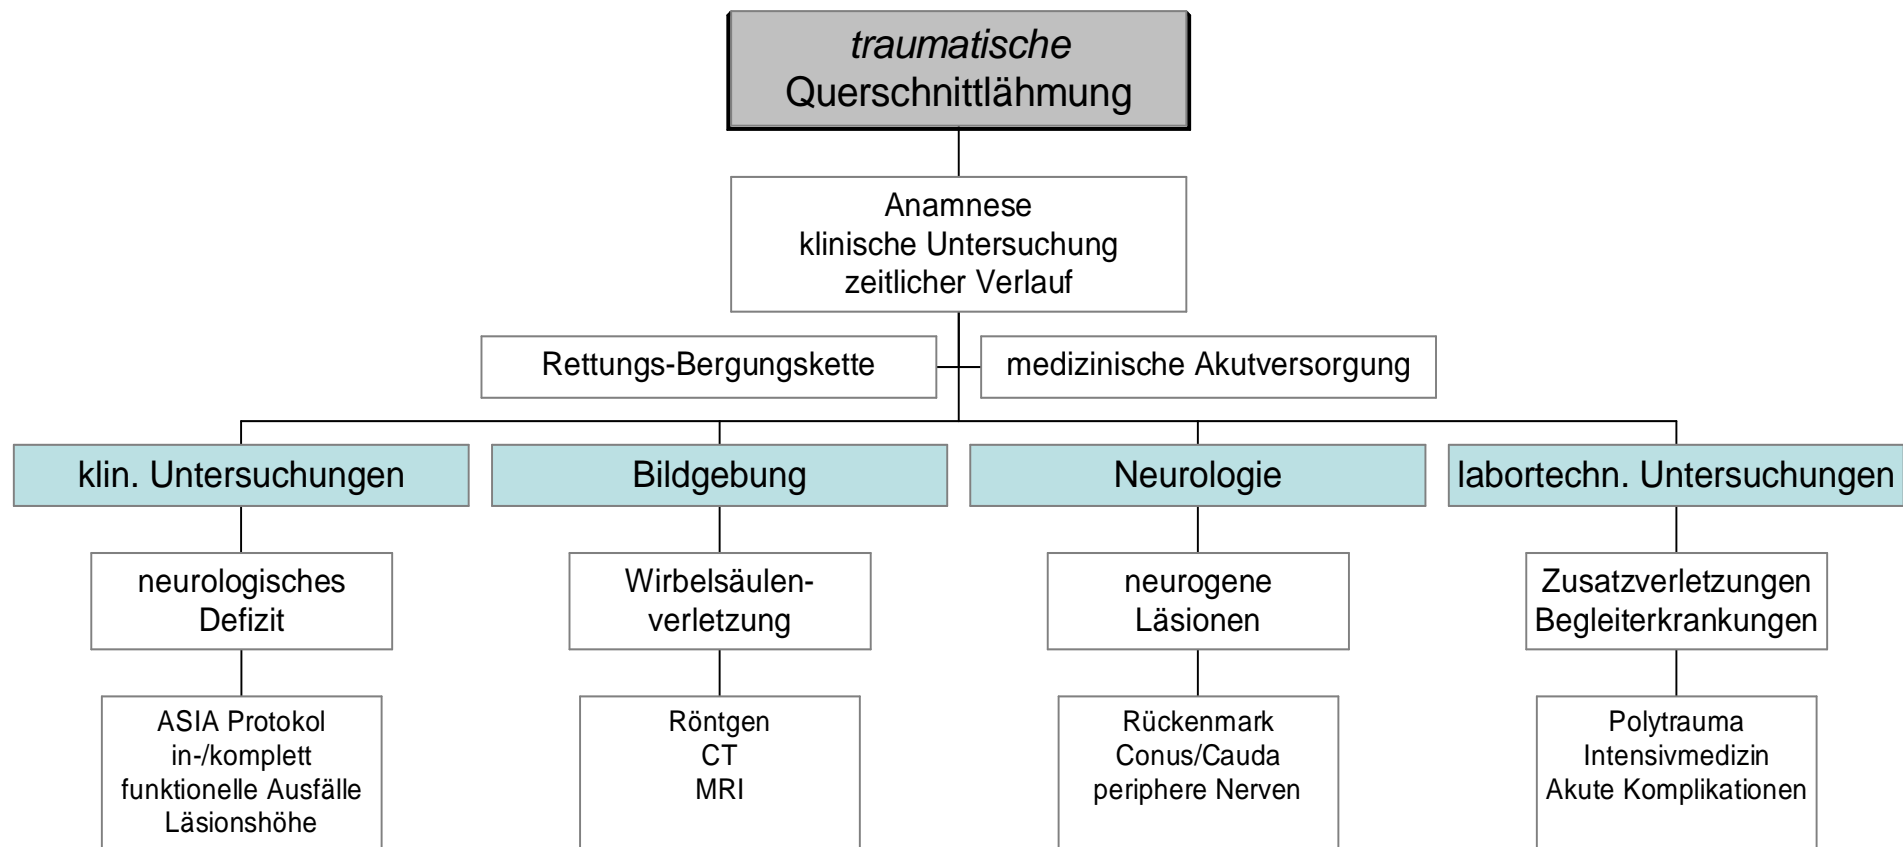 traumatische
Querschnittlähmung
Anamnese
klinische Untersuchung
zeitlicher Verlauf
Rettungs-Bergungskette
medizinische Akutversorgung
klin. Untersuchungen
Bildgebung
Neurologie
labortechn. Untersuchungen
neurologisches
Defizit
Wirbelsäulen-
verletzung
neurogene
Läsionen
Zusatzverletzungen
Begleiterkrankungen
ASIA Protokol
in-/komplett
funktionelle Ausfälle
Läsionshöhe
Röntgen
CT
MRI
Rückenmark
Conus/Cauda
periphere Nerven
Polytrauma
Intensivmedizin
Akute Komplikationen